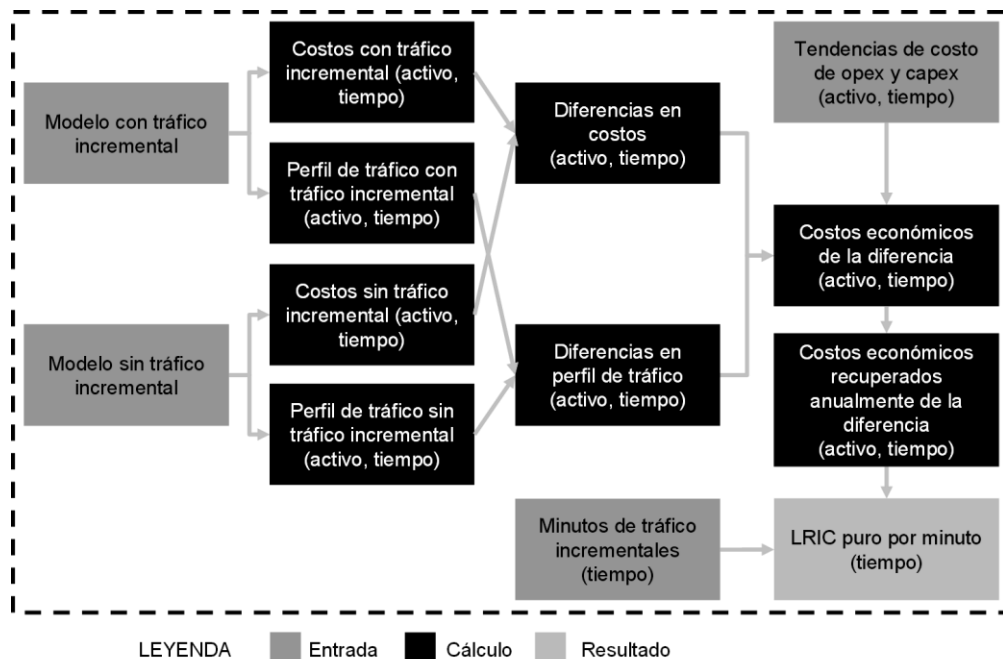 Modelo con tráfico
incremental
Costos con tráfico
incremental (activo,
tiempo)
Perfil de tráfico con
tráfico incremental
(activo, tiempo)
Modelo sin tráfico
incremental
Costos sin tráfico
incremental (activo,
tiempo)
Perfil de tráfico sin
tráfico incremental
(activo, tiempo)
Diferencias en
costos
(activo, tiempo)
Diferencias en
perfil de tráfico
(activo, tiempo)
Minutos de tráfico
incrementales
(tiempo)
Tendencias de costo
de opex y capex
(activo, tiempo)
Costos económicos
de la diferencia
(activo, tiempo)
Costos económicos
recuperados
anualmente de la
diferencia
(activo, tiempo)
LRIC puro por minuto
(tiempo)
LEYENDA
Entrada
Cálculo
Resultado